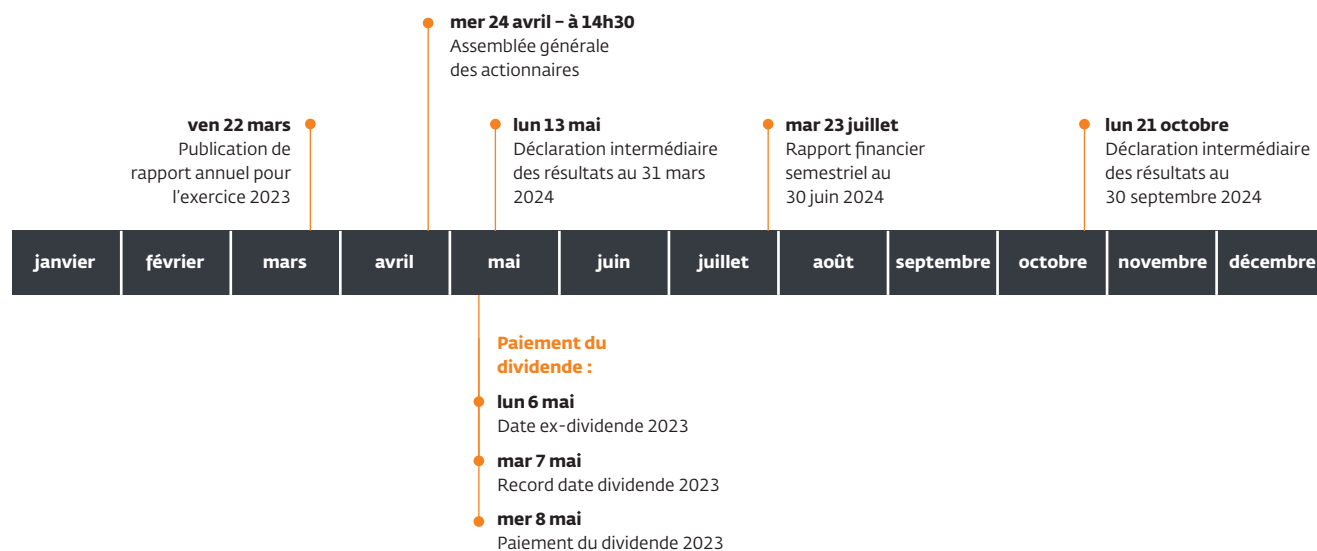 mer 24 avril – à 14h30
Assemblée générale
des actionnaires
ven 22 mars
Publication de
rapport annuel pour
l'exercice 2023
lun 13 mai
Déclaration intermédiaire
des résultats au 31 mars
2024
mar 23 juillet
Rapport financier
semestriel au
30 juin 2024
lun 21 octobre
Déclaration intermédiaire
des résultats au
30 septembre 2024
janvier février mars avril mai juin juillet août septembre octobre novembre décembre
Paiement du
dividende :
lun 6 mai
Date ex-dividende 2023
mar 7 mai
Record date dividende 2023
mer 8 mai
Paiement du dividende 2023